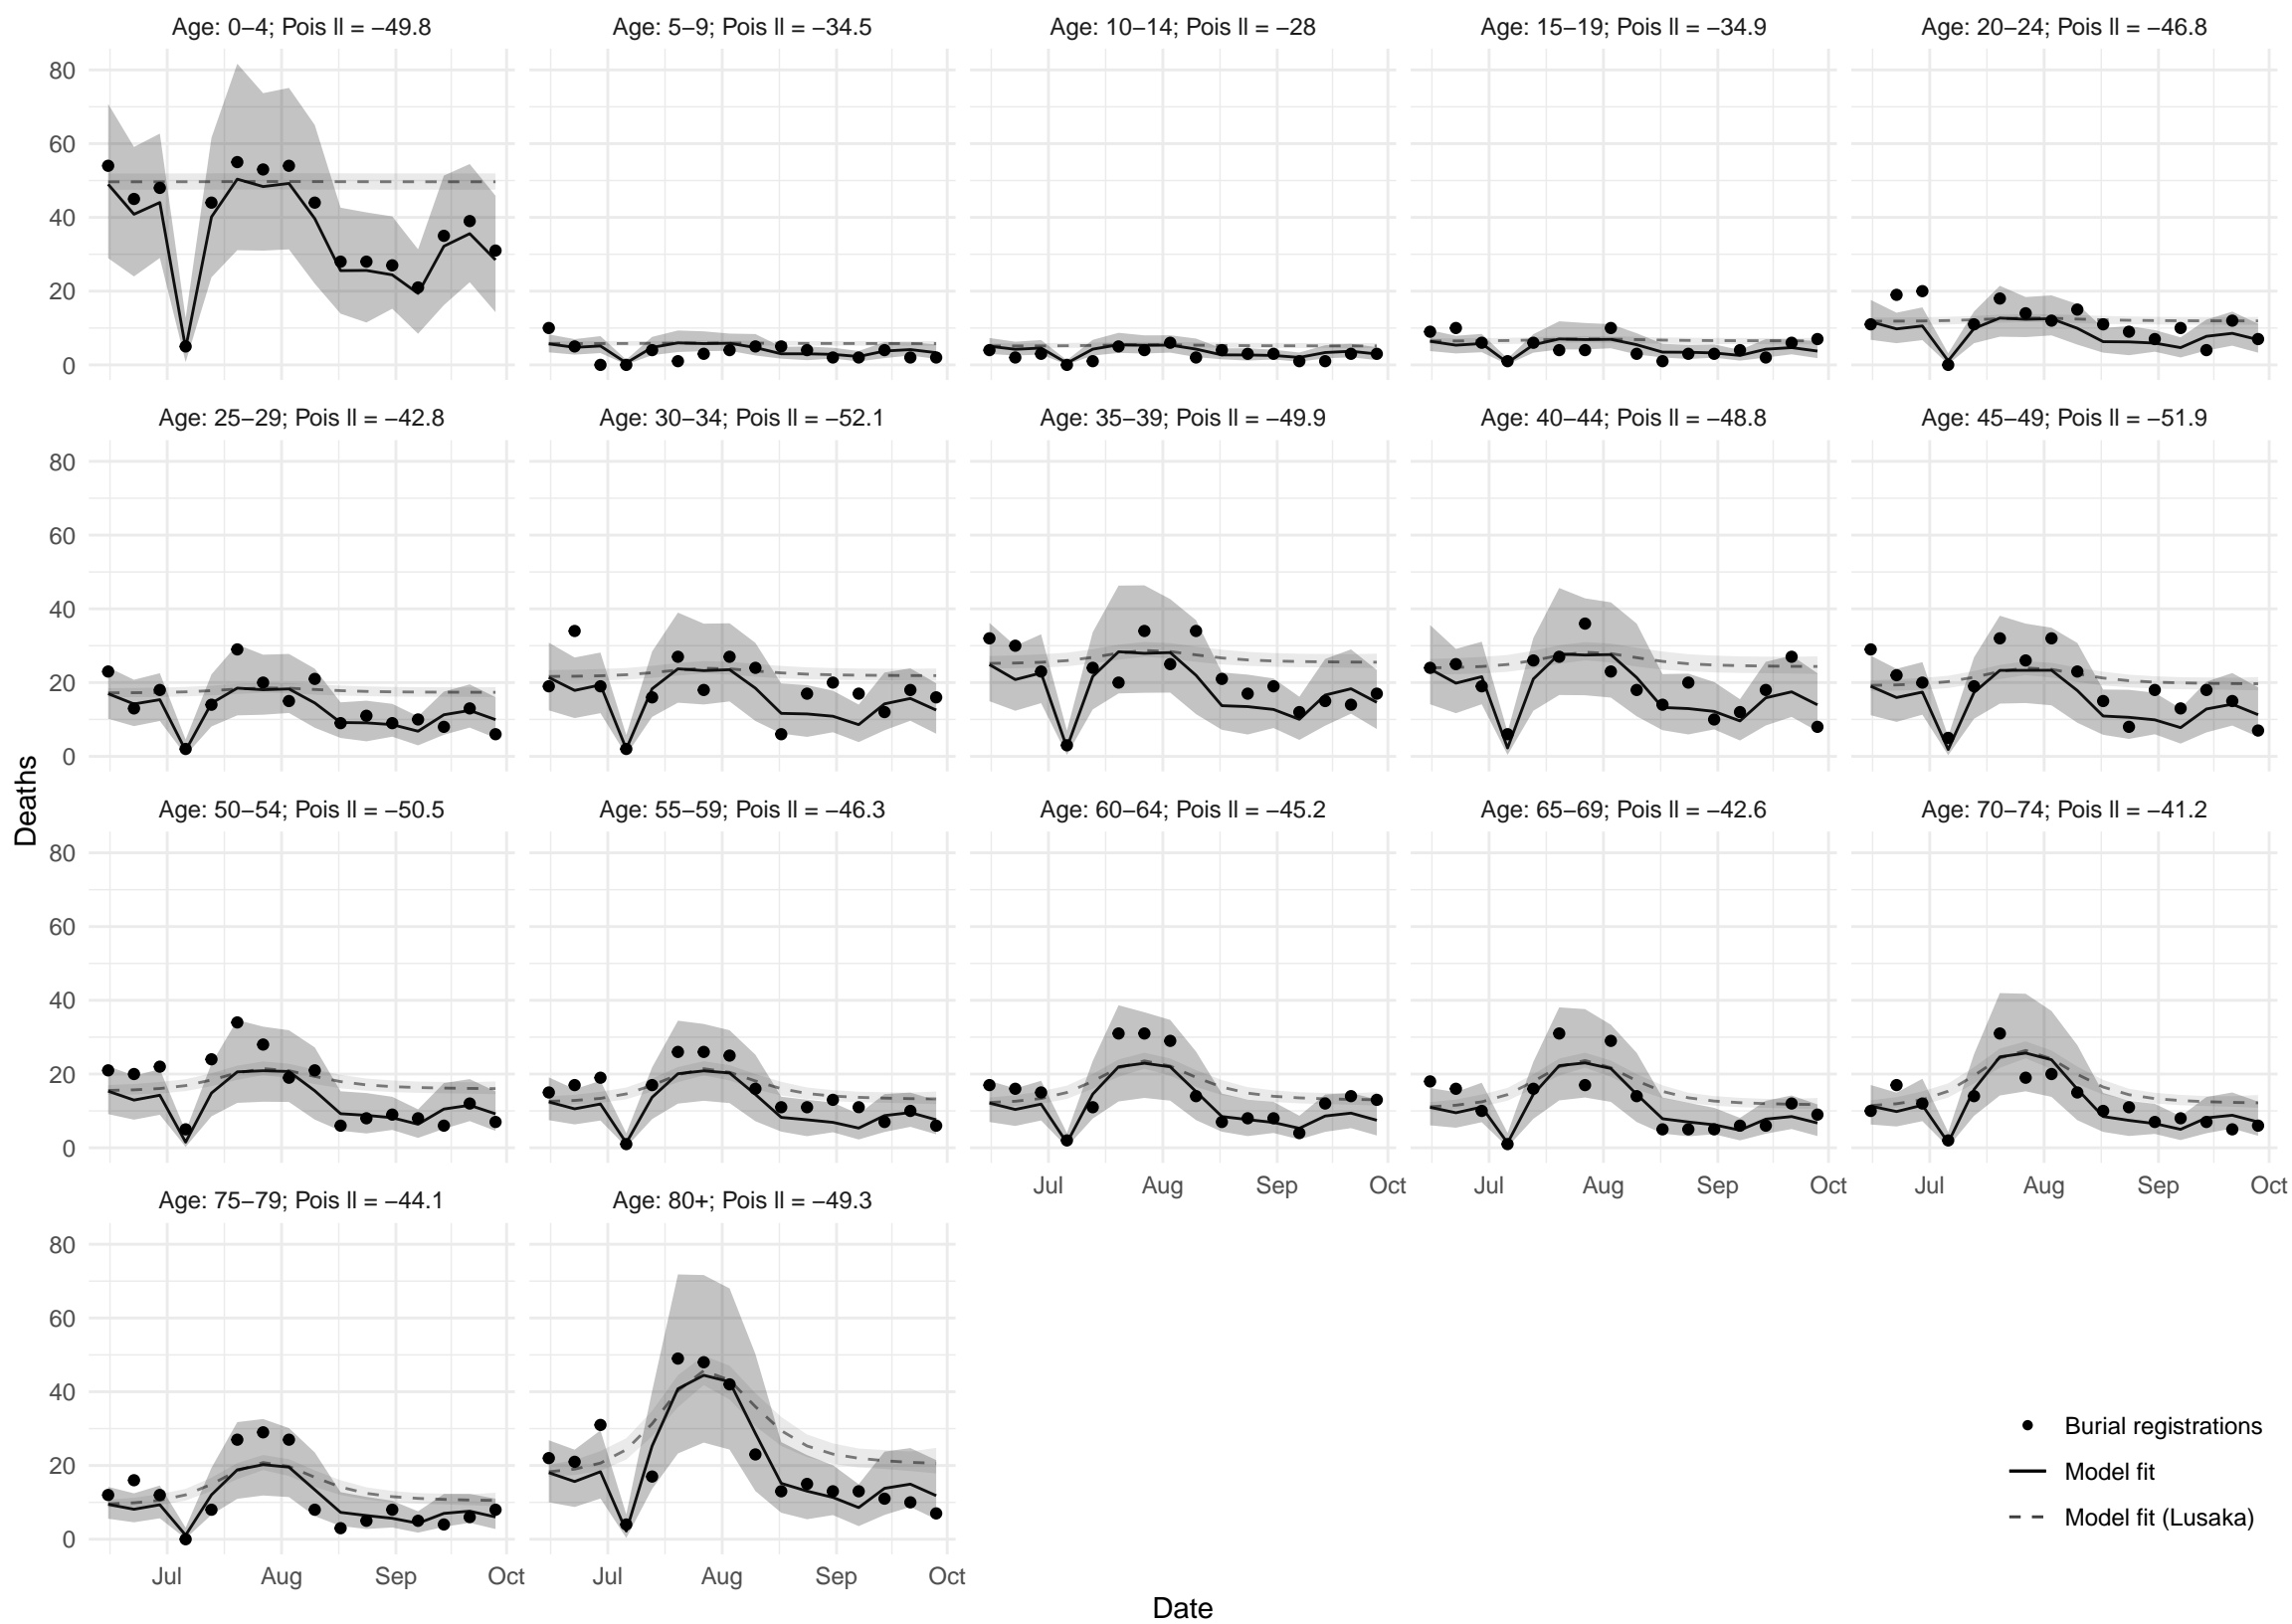 Age: 0–4; Pois ll = −49.8
Age: 5–9; Pois ll = −34.5
Age: 10–14; Pois ll = −28
Age: 15–19; Pois ll = −34.9
Age: 20–24; Pois ll = −46.8
80
60
40
20
0
Age: 25–29; Pois ll = −42.8
Age: 30–34; Pois ll = −52.1
Age: 35–39; Pois ll = −49.9
Age: 40–44; Pois ll = −48.8
Age: 45–49; Pois ll = −51.9
80
60
40
20
0
Deaths
Age: 50–54; Pois ll = −50.5
Age: 55–59; Pois ll = −46.3
Age: 60–64; Pois ll = −45.2
Age: 65–69; Pois ll = −42.6
Age: 70–74; Pois ll = −41.2
80
60
40
20
0
Jul Aug Sep Oct
Jul Aug Sep Oct
Jul Aug Sep Oct
Age: 75–79; Pois ll = −44.1
Age: 80+; Pois ll = −49.3
80
60
40
20
0
Jul Aug Sep Oct
Jul Aug Sep Oct
Burial registrations
Model fit
Model fit (Lusaka)
Date